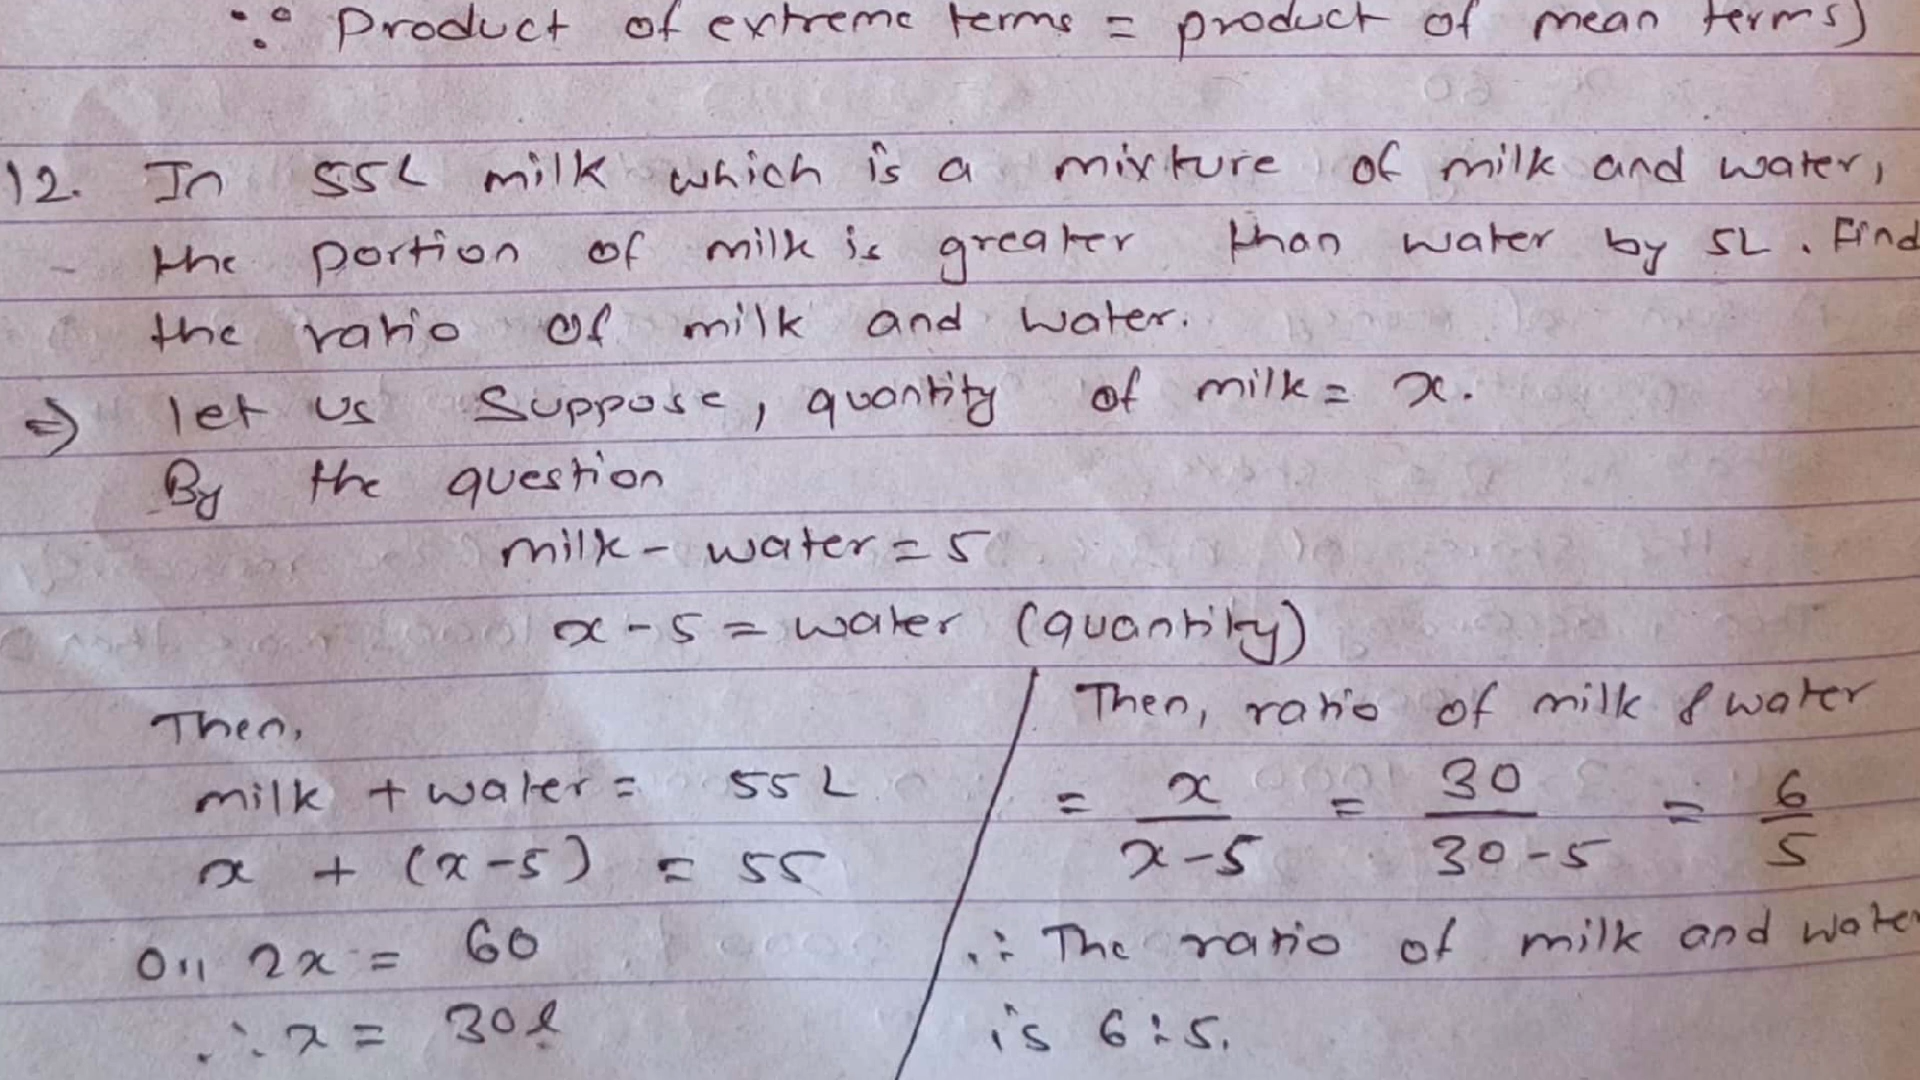 ∵ Product of extreme terms = product of mean terms)
12. In 55L milk which is a mixture of milk and water,
the portion of milk is greater than water by 5L. Find
the ratio of milk and water.
⇒ let us suppose, quantity of milk = x.
By the question
milk - water = 5
x - 5 = water (quantity)
Then,
milk + water = 55 L
x + (x-5) = 55
Or, 2x = 60
∴ x = 30l
Then, ratio of milk & water
= x/(x-5) = 30/(30-5) = 6/5
∴ The ratio of milk and water
is 6:5.